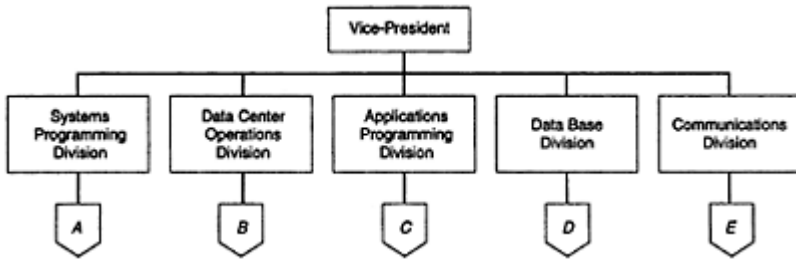 Vice-President
Systems
Programming
Division
Data Center
Operations
Division
Applications
Programming
Division
Data Base
Division
Communications
Division
A
B
C
D
E